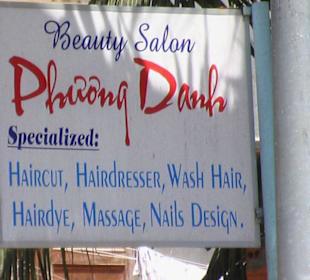 Beauty Salon
Phương Danh
Specialized:
Haircut, Hairdresser, Wash Hair,
Hairdye, Massage, Nails Design.